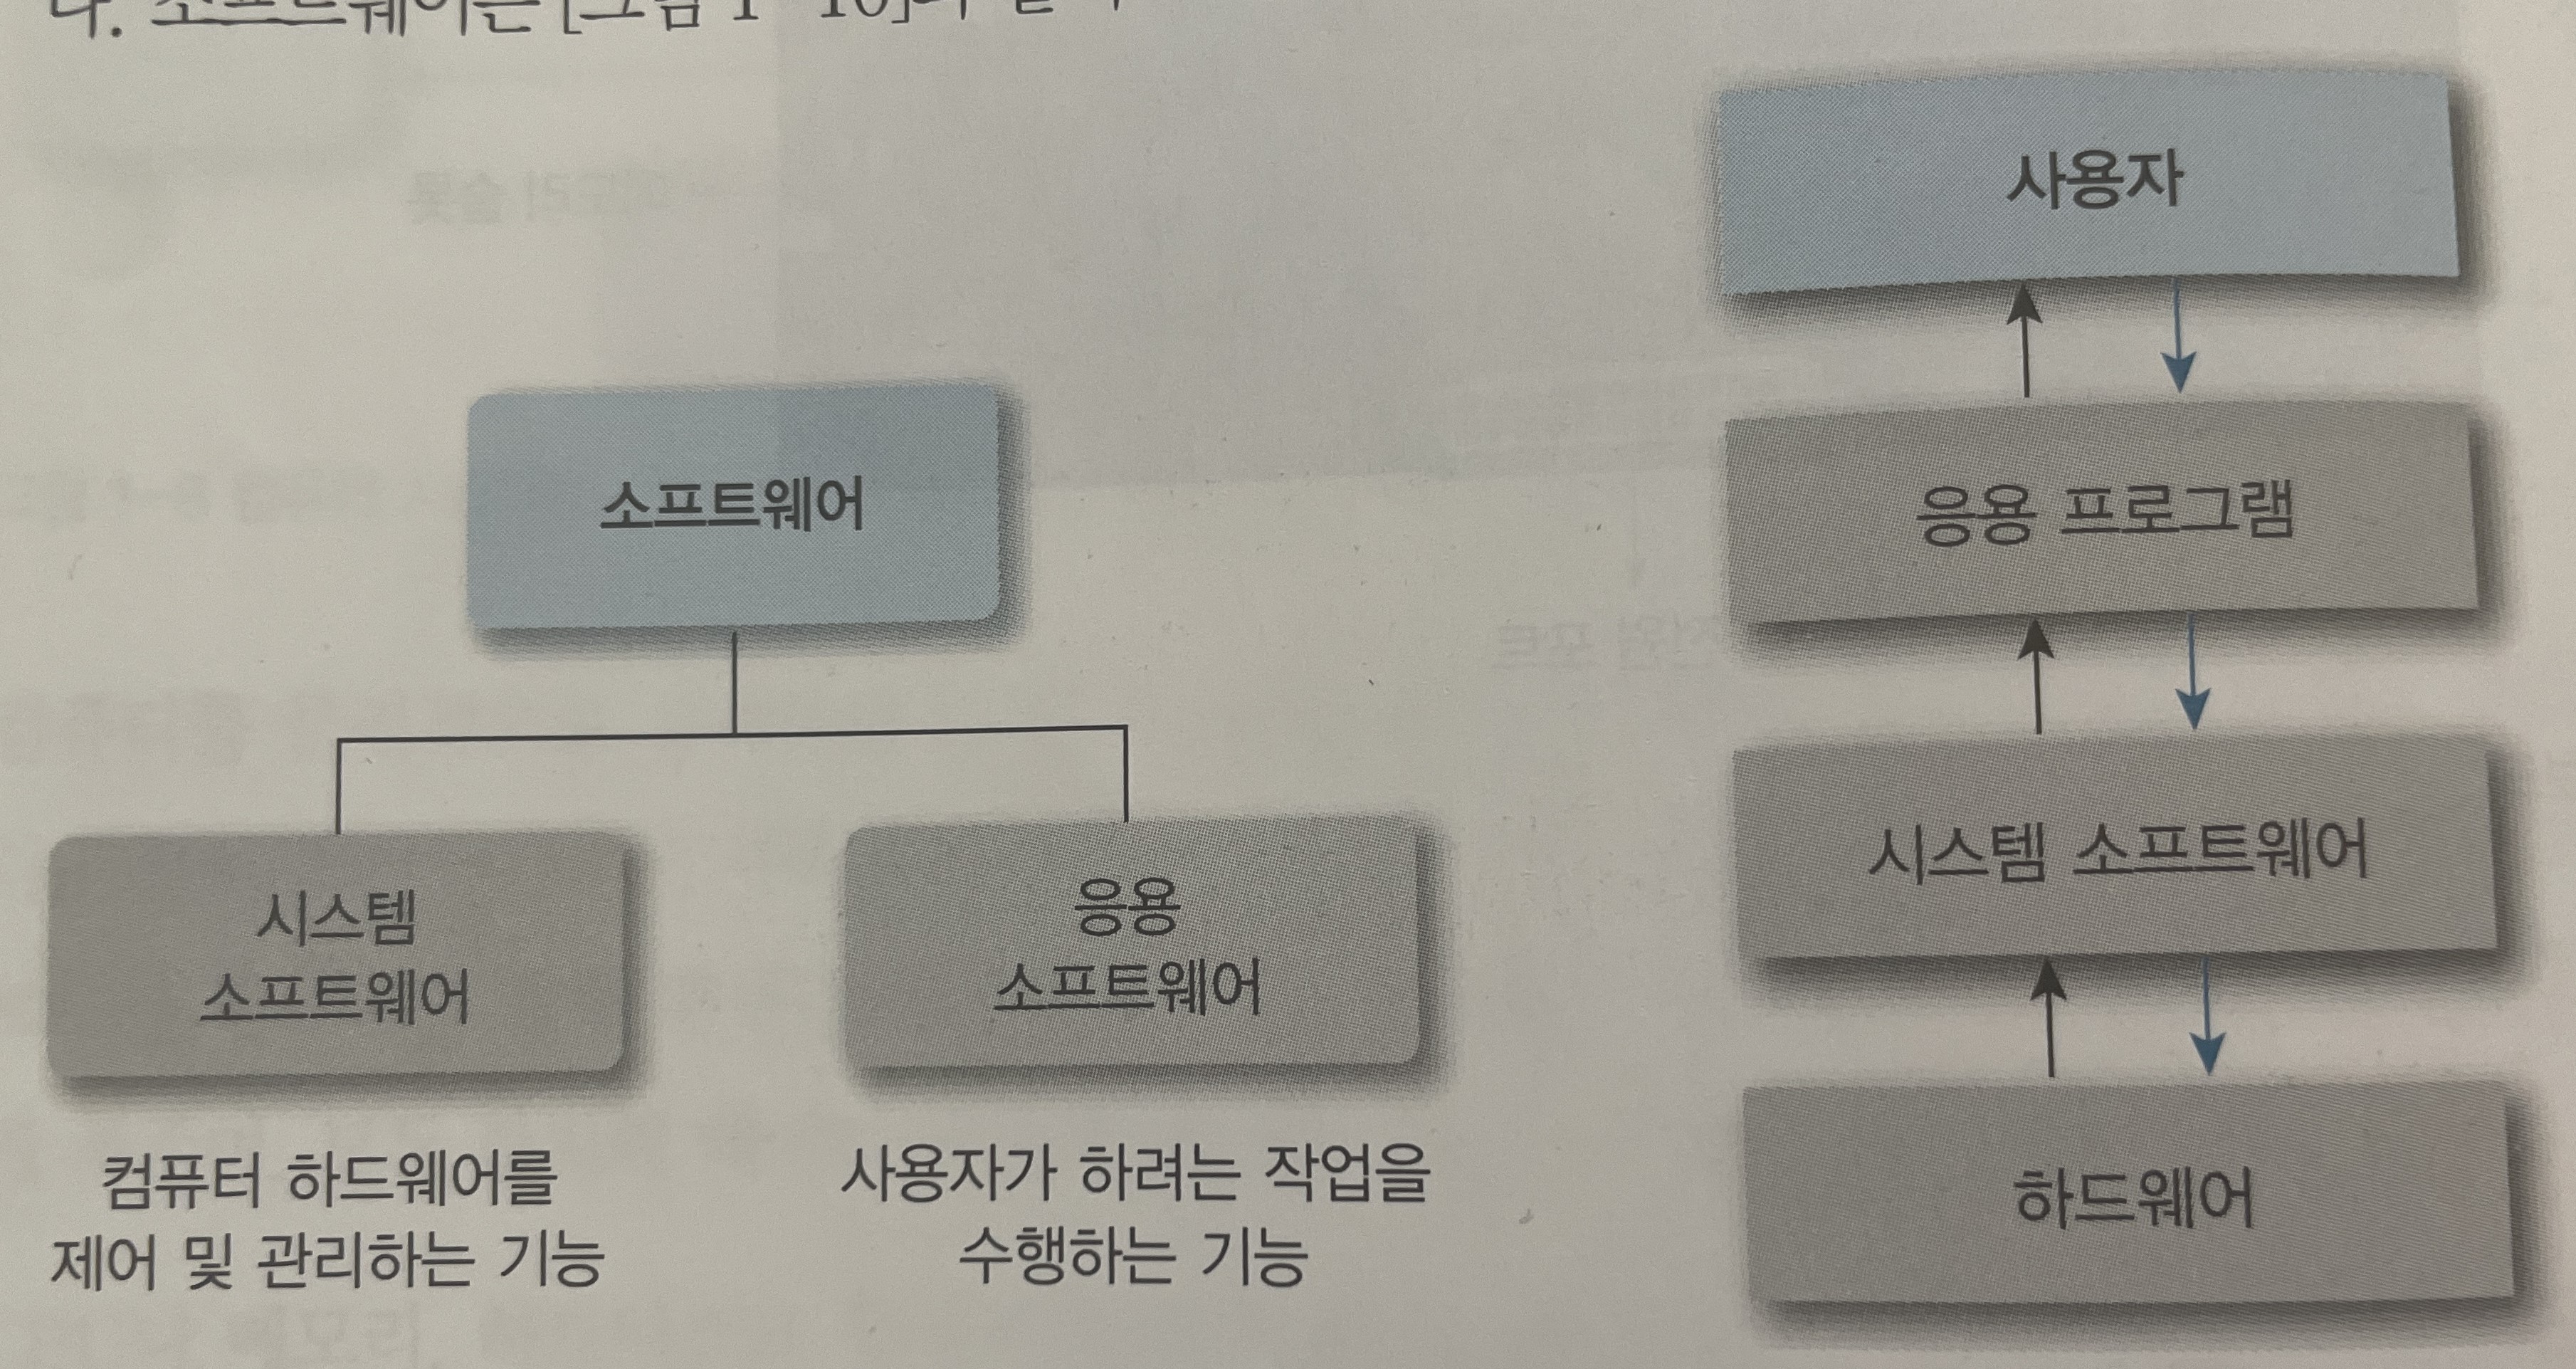 다. 소프트웨어는 [그림 1-10]과
소프트웨어
시스템
소프트웨어
컴퓨터 하드웨어를
제어 및 관리하는 기능
응용
소프트웨어
사용자가 하려는 작업을
수행하는 기능
사용자
응용 프로그램
시스템 소프트웨어
하드웨어